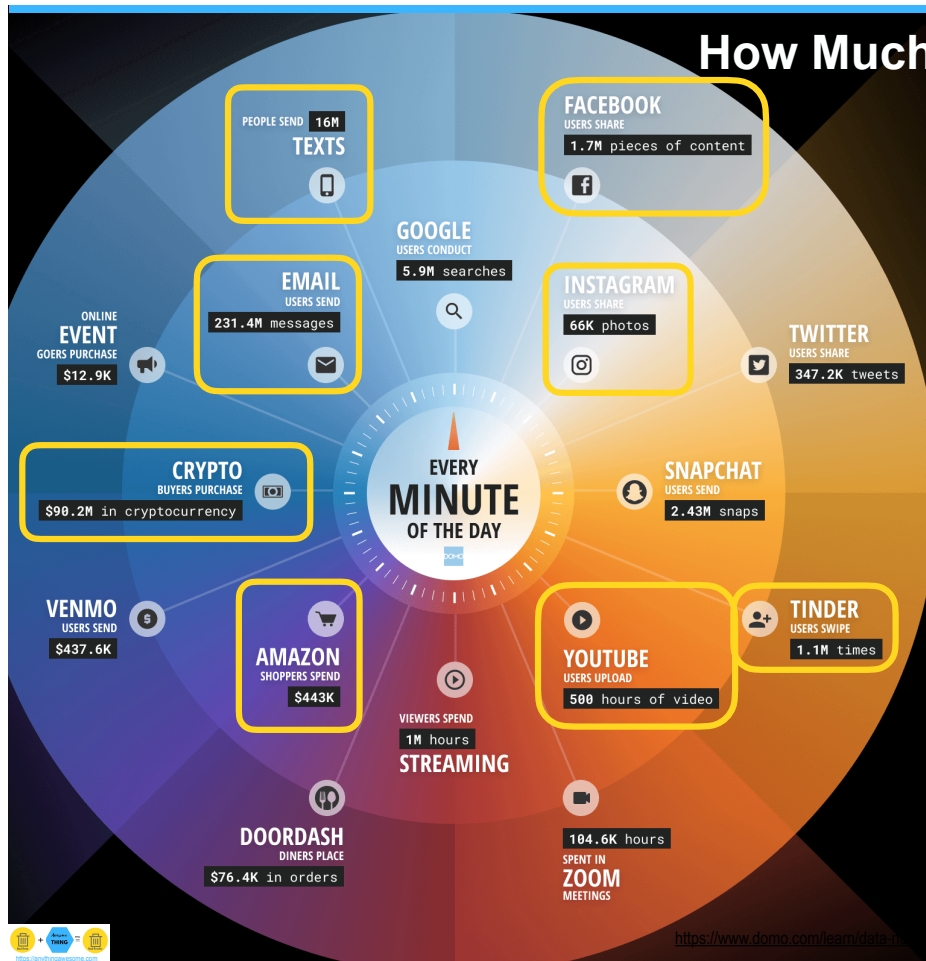 How Much
PEOPLE SEND 16M
TEXTS
FACEBOOK
USERS SHARE
1.7M pieces of content
GOOGLE
USERS CONDUCT
5.9M searches
EMAIL
USERS SEND
231.4M messages
INSTAGRAM
USERS SHARE
66K photos
ONLINE
EVENT
GOERS PURCHASE
$12.9K
TWITTER
USERS SHARE
347.2K tweets
CRYPTO
BUYERS PURCHASE
$90.2M in cryptocurrency
EVERY
MINUTE
OF THE DAY
DOMO
SNAPCHAT
USERS SEND
2.43M snaps
VENMO
USERS SEND
$437.6K
AMAZON
SHOPPERS SPEND
$443K
VIEWERS SPEND
1M hours
STREAMING
YOUTUBE
USERS UPLOAD
500 hours of video
TINDER
USERS SWIPE
1.1M times
DOORDASH
DINERS PLACE
$76.4K in orders
104.6K hours
SPENT IN
ZOOM
MEETINGS
+ THING =
https://anythingawesome.com
https://www.domo.com/learn/data-n